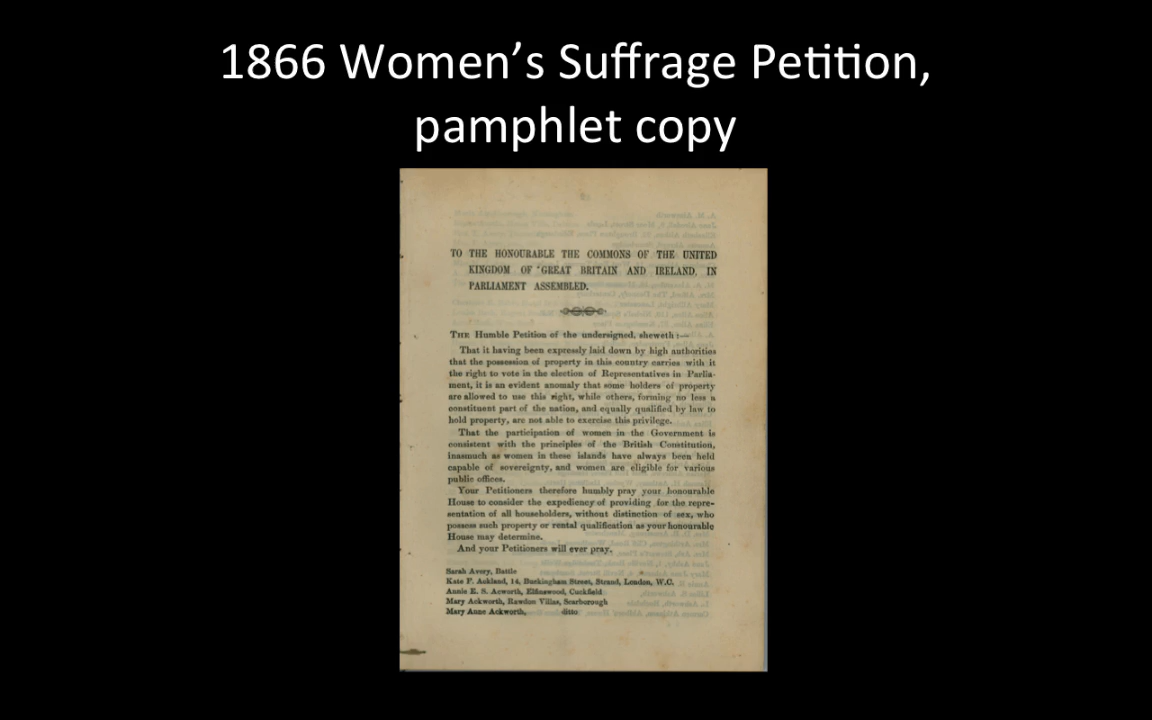 1866 Women's Suffrage Petition,
pamphlet copy
TO THE HONOURABLE THE COMMONS OF THE UNITED
KINGDOM OF GREAT BRITAIN AND IRELAND, IN
PARLIAMENT ASSEMBLED.
THE Humble Petition of the undersigned, sheweth:—
That it having been expressly laid down by high authorities
that the possession of property in this country carries with it
the right to vote in the election of Representatives in Parlia-
ment, it is an evident anomaly that some holders of property
are allowed to use this right, while others, forming no less a
constituent part of the nation, and equally qualified by law to
hold property, are not able to exercise this privilege.
That the participation of women in the Government is
consistent with the principles of the British Constitution,
inasmuch as women in these islands have always been held
capable of sovereignty, and women are eligible for various
public offices.
Your Petitioners therefore humbly pray your honourable
House to consider the expediency of providing for the repre-
sentation of all householders, without distinction of sex, who
possess such property or rental qualification as your honourable
House may determine.
And your Petitioners will ever pray.
Sarah Avery, Battle
Kate F. Ackland, 14, Buckingham Street, Strand, London, W.C.
Annie E. S. Acworth, Cuckfield
Mary Ackworth, Rawdon Villas, Scarborough
Mary Anne Ackworth, ditto